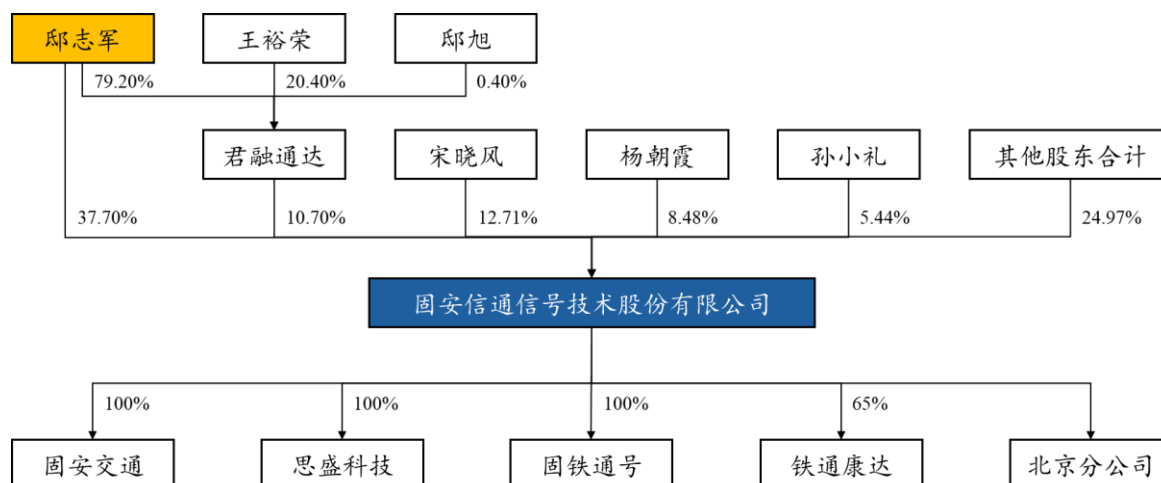 邸志军
王裕荣
邸旭
79.20%
20.40%
0.40%
君融通达
宋晓风
杨朝霞
孙小礼
其他股东合计
37.70%
10.70%
12.71%
8.48%
5.44%
24.97%
固安信通信号技术股份有限公司
100%
100%
100%
65%
固安交通
思盛科技
固铁通号
铁通康达
北京分公司